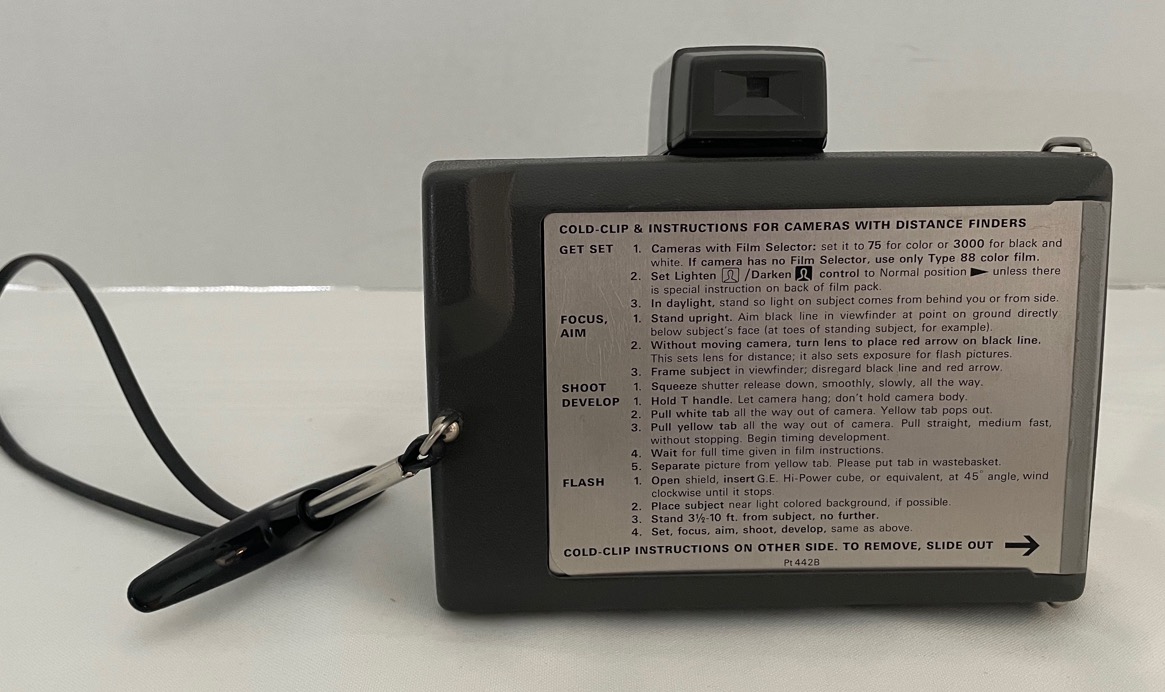 COLD-CLIP & INSTRUCTIONS FOR CAMERAS WITH DISTANCE FINDERS
GET SET 1. Cameras with Film Selector: set it to 75 for color or 3000 for black and
white. If camera has no Film Selector, use only Type 88 color film.
2. Set Lighten /Darken control to Normal position ► unless there
is special instruction on back of film pack.
3. In daylight, stand so light on subject comes from behind you or from side.
FOCUS, 1. Stand upright. Aim black line in viewfinder at point on ground directly
AIM below subject's face (at toes of standing subject, for example).
2. Without moving camera, turn lens to place red arrow on black line.
This sets lens for distance; it also sets exposure for flash pictures.
3. Frame subject in viewfinder; disregard black line and red arrow.
SHOOT 1. Squeeze shutter release down, smoothly, slowly, all the way.
DEVELOP 1. Hold T handle. Let camera hang; don't hold camera body.
2. Pull white tab all the way out of camera. Yellow tab pops out.
3. Pull yellow tab all the way out of camera. Pull straight, medium fast,
without stopping. Begin timing development.
4. Wait for full time given in film instructions.
5. Separate picture from yellow tab. Please put tab in wastebasket.
FLASH 1. Open shield, insert G.E. Hi-Power cube, or equivalent, at 45° angle, wind
clockwise until it stops.
2. Place subject near light colored background, if possible.
3. Stand 3½-10 ft. from subject, no further.
4. Set, focus, aim, shoot, develop, same as above.
COLD-CLIP INSTRUCTIONS ON OTHER SIDE. TO REMOVE, SLIDE OUT →
Pt442B